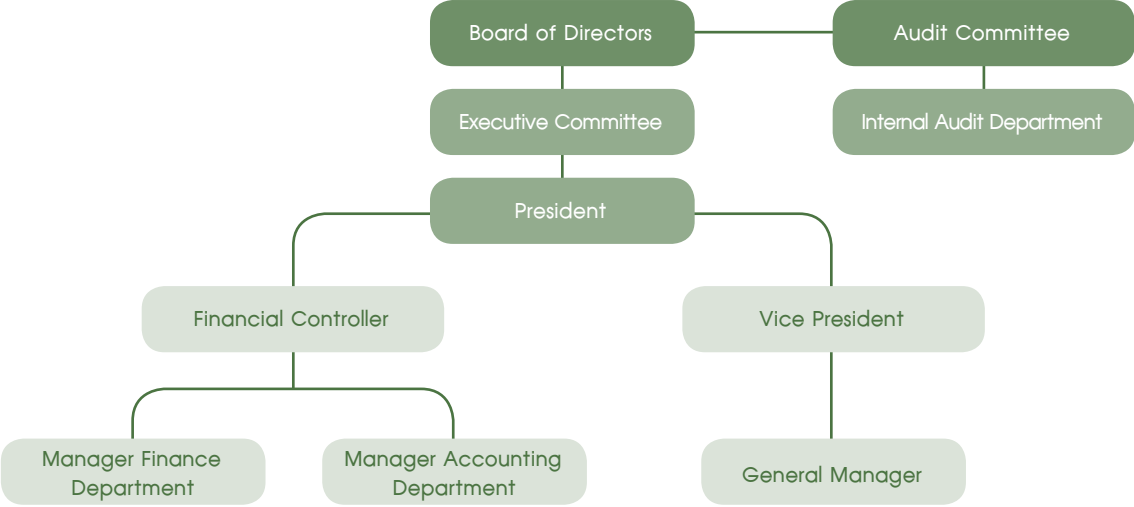 Board of Directors
Audit Committee
Executive Committee
Internal Audit Department
President
Financial Controller
Vice President
Manager Finance
Department
Manager Accounting
Department
General Manager